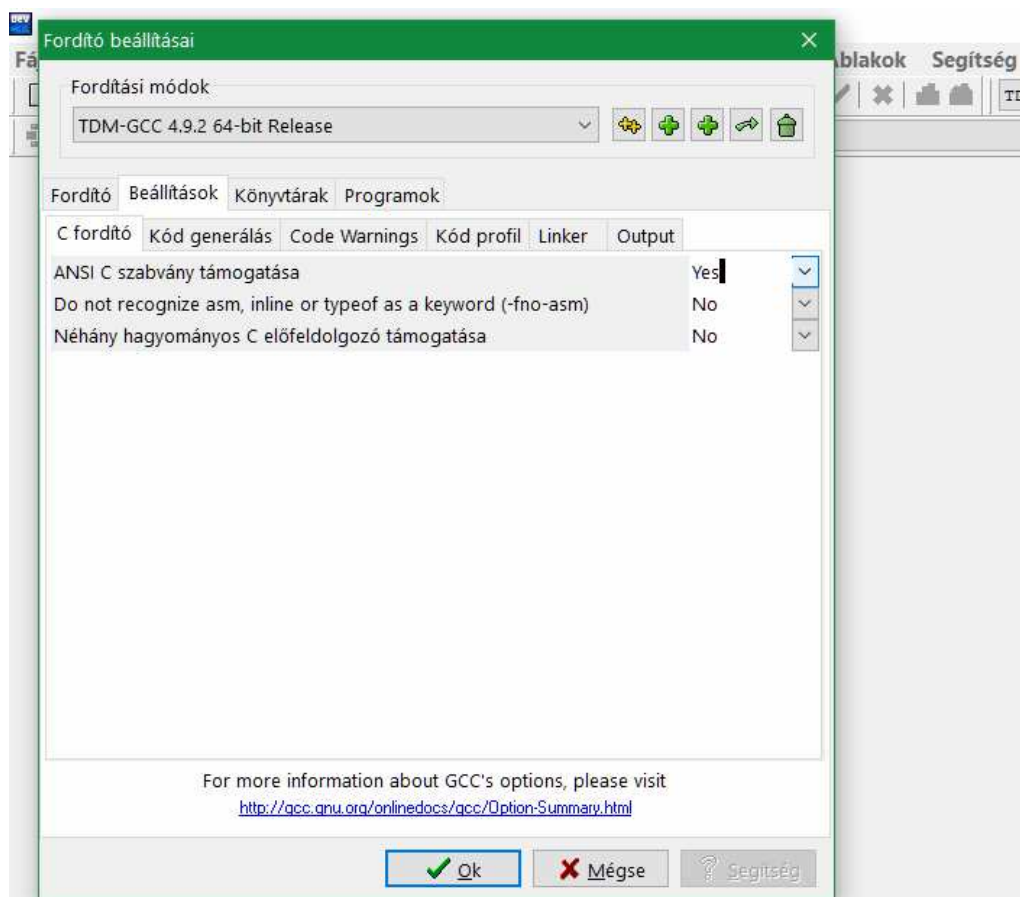 DEV
Fordító beállításai
Fá
Ablakok Segítség
Fordítási módok
TDM-GCC 4.9.2 64-bit Release
Fordító Beállítások Könyvtárak Programok
C fordító Kód generálás Code Warnings Kód profil Linker Output
ANSI C szabvány támogatása Yes
Do not recognize asm, inline or typeof as a keyword (-fno-asm) No
Néhány hagyományos C előfeldolgozó támogatása No
For more information about GCC's options, please visit
http://gcc.gnu.org/onlinedocs/gcc/Option-Summary.html
Ok Mégse Segítség